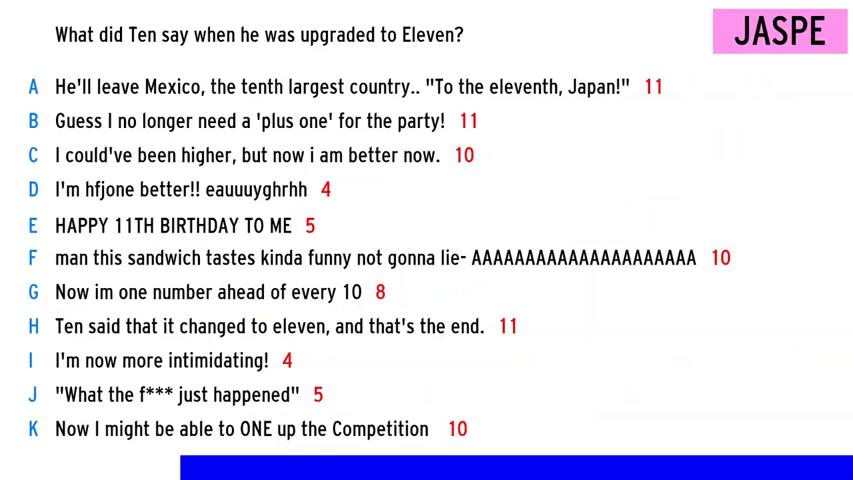 What did Ten say when he was upgraded to Eleven?
JASPE
A He'll leave Mexico, the tenth largest country.. "To the eleventh, Japan!" 11
B Guess I no longer need a 'plus one' for the party! 11
C I could've been higher, but now i am better now. 10
D I'm hfjone better!! eauuuyghrhh 4
E HAPPY 11TH BIRTHDAY TO ME 5
F man this sandwich tastes kinda funny not gonna lie- AAAAAAAAAAAAAAAAAAAAA 10
G Now im one number ahead of every 10 8
H Ten said that it changed to eleven, and that's the end. 11
I I'm now more intimidating! 4
J "What the f*** just happened" 5
K Now I might be able to ONE up the Competition 10